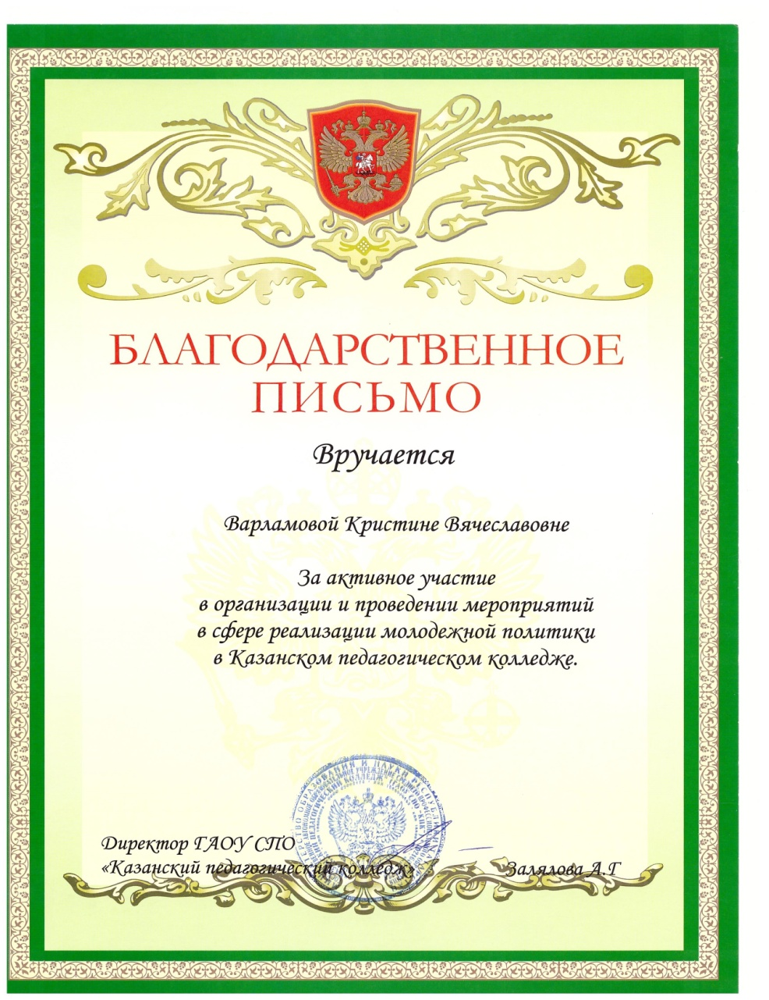 БЛАГОДАРСТВЕННОЕ
ПИСЬМО
Вручается
Варламовой Кристине Вячеславовне
За активное участие
в организации и проведении мероприятий
в сфере реализации молодежной политики
в Казанском педагогическом колледже.
Директор ГАОУ СПО
«Казанский педагогический колледж»
Залялова А.Г